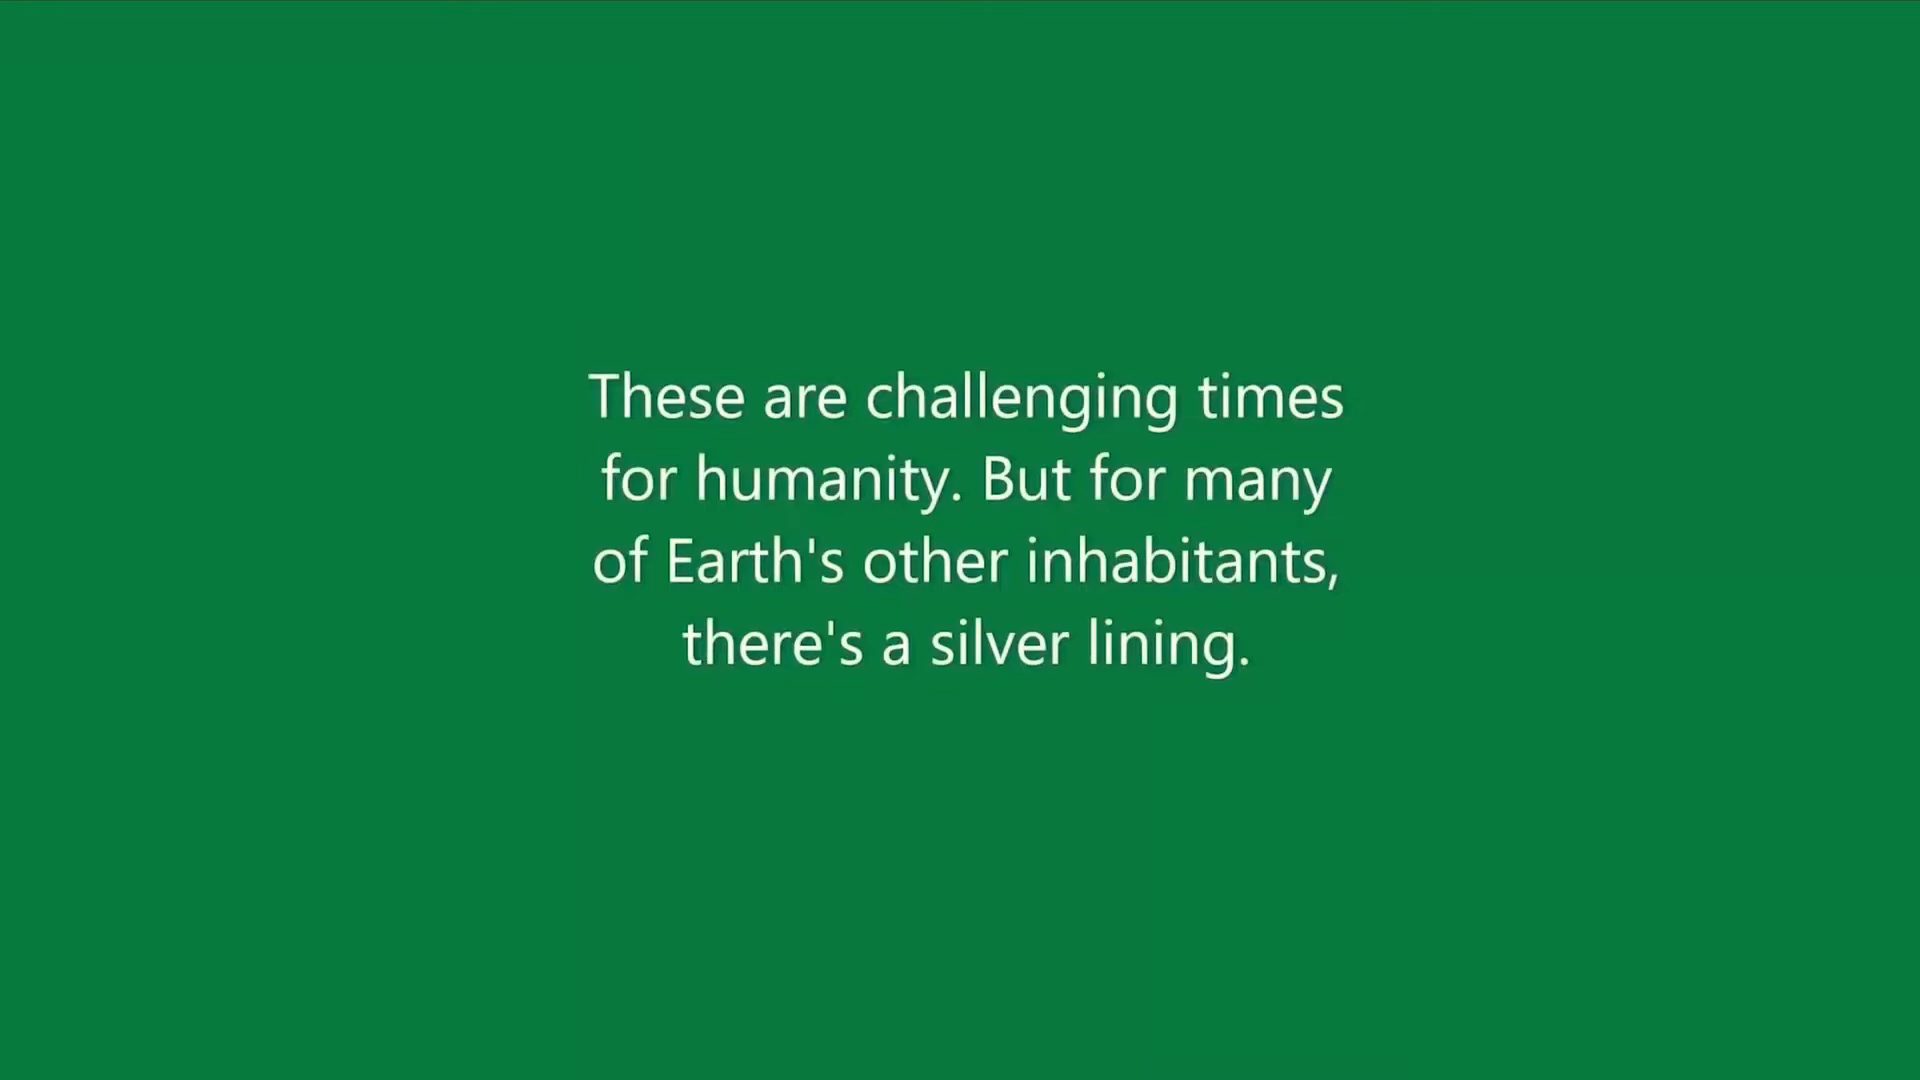 These are challenging times
for humanity. But for many
of Earth's other inhabitants,
there's a silver lining.